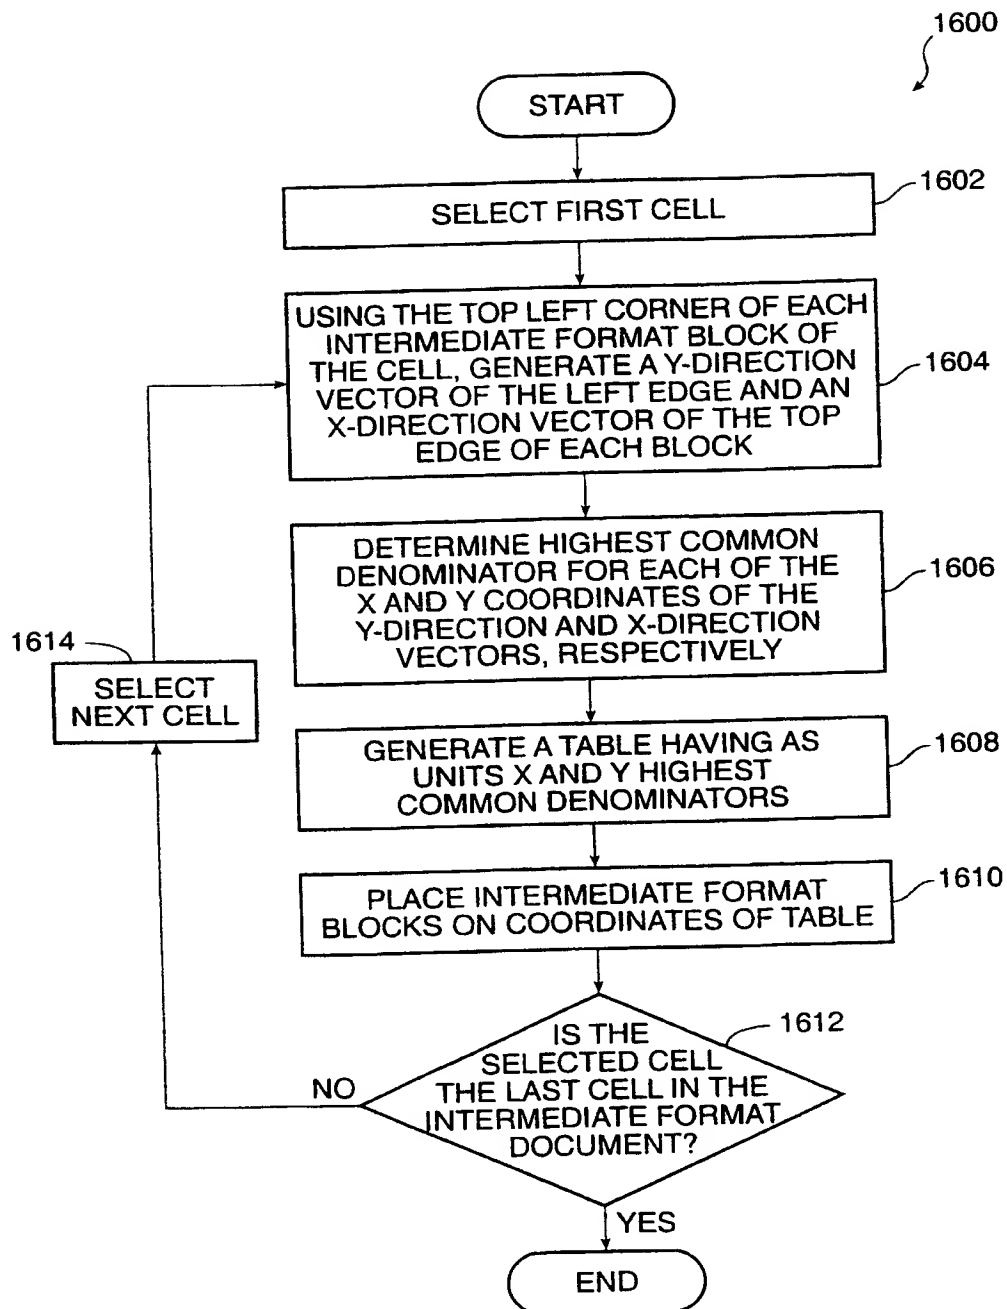 1600
START
1602
SELECT FIRST CELL
USING THE TOP LEFT CORNER OF EACH
INTERMEDIATE FORMAT BLOCK OF
THE CELL, GENERATE A Y-DIRECTION
VECTOR OF THE LEFT EDGE AND AN
X-DIRECTION VECTOR OF THE TOP
EDGE OF EACH BLOCK
1604
DETERMINE HIGHEST COMMON
DENOMINATOR FOR EACH OF THE
X AND Y COORDINATES OF THE
Y-DIRECTION AND X-DIRECTION
VECTORS, RESPECTIVELY
1606
1614
SELECT
NEXT CELL
GENERATE A TABLE HAVING AS
UNITS X AND Y HIGHEST
COMMON DENOMINATORS
1608
PLACE INTERMEDIATE FORMAT
BLOCKS ON COORDINATES OF TABLE
1610
IS THE
SELECTED CELL
THE LAST CELL IN THE
INTERMEDIATE FORMAT
DOCUMENT?
1612
NO
YES
END